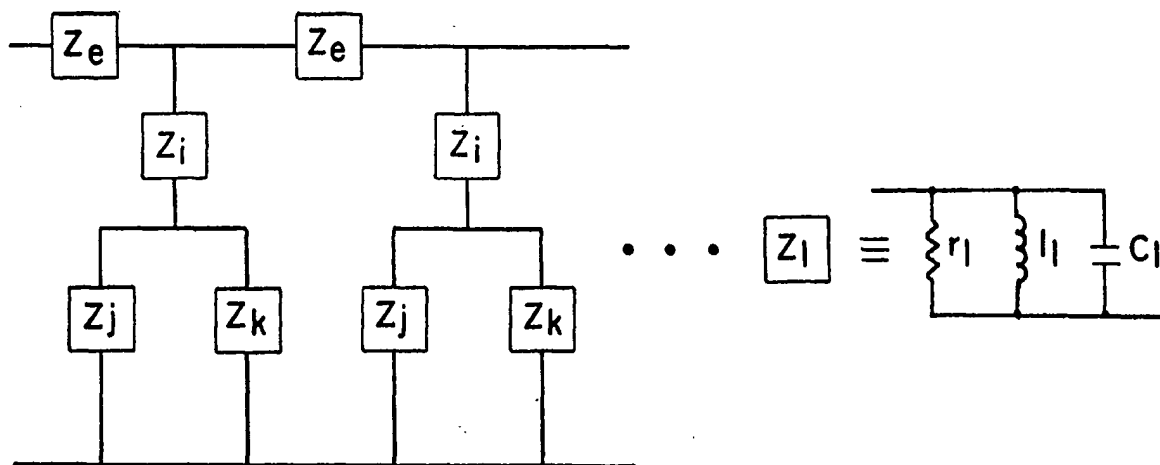 Ze Ze
Zi Zi
Zj Zk Zj Zk
• • • Zl ≡ rl ll Cl